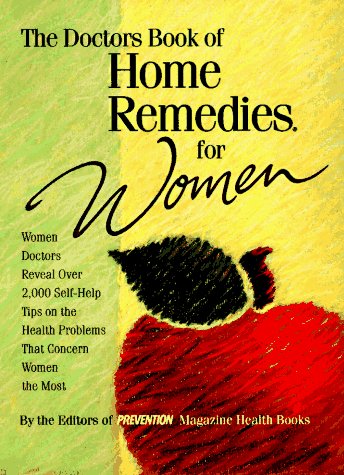 The Doctors Book of
Home
Remedies®
for
Women
Women
Doctors
Reveal Over
2,000 Self-Help
Tips on the
Health Problems
That Concern
Women
the Most
By the Editors of PREVENTION Magazine Health Books